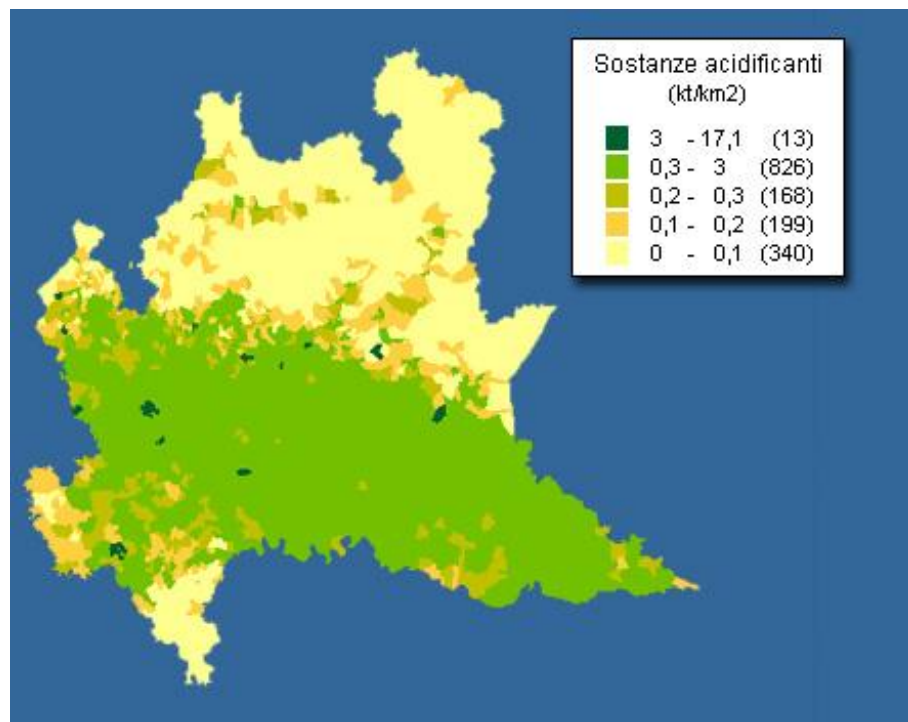 Sostanze acidificanti
(kt/km2)
3 - 17,1 (13)
0,3 - 3 (826)
0,2 - 0,3 (168)
0,1 - 0,2 (199)
0 - 0,1 (340)